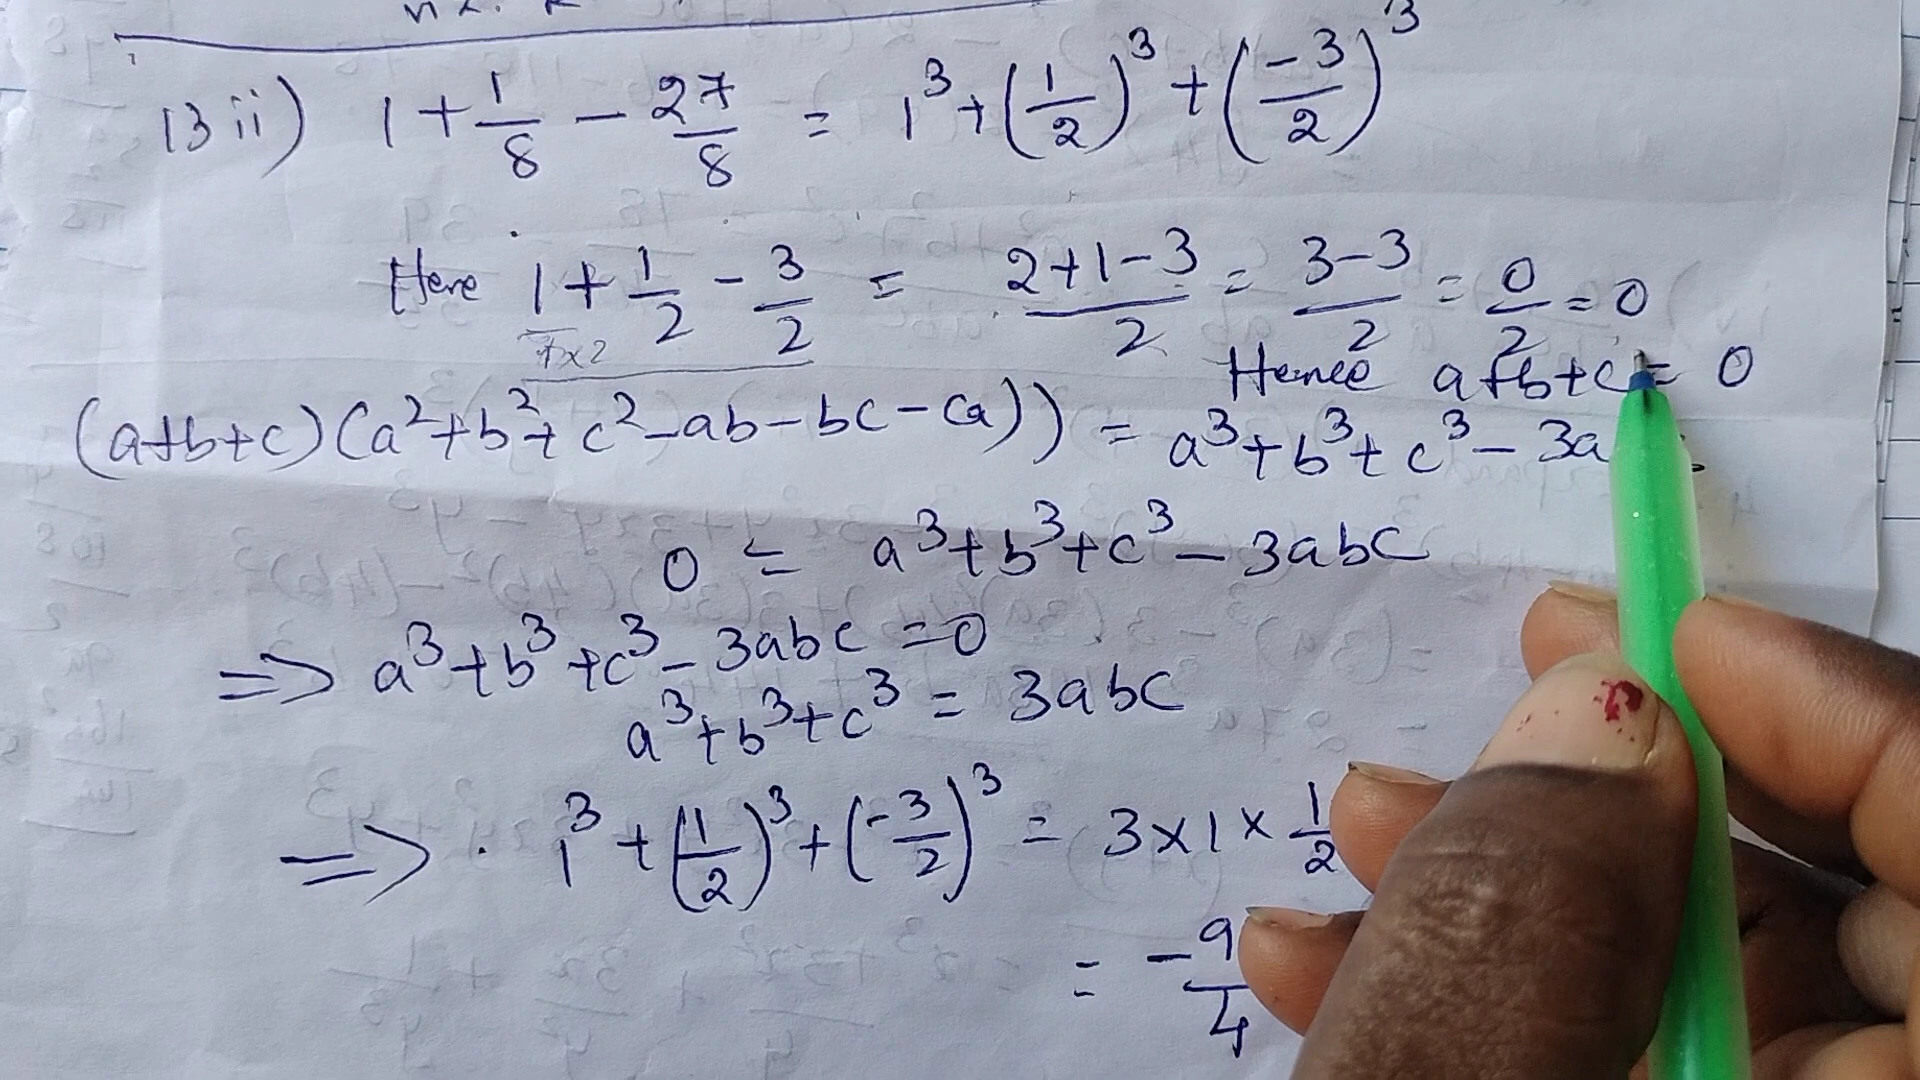 13 ii) 1 + 1/8 - 27/8 = 1³ + (1/2)³ + (-3/2)³
Here 1 + 1/2 - 3/2 = 2+1-3/2 = 3-3/2 = 0/2 = 0
1×2
Hence a+b+c = 0
(a+b+c)(a²+b²+c²-ab-bc-ca)) = a³+b³+c³-3a
0 = a³+b³+c³-3abc
=> a³+b³+c³-3abc=0
a³+b³+c³ = 3abc
=> . 1³ + (1/2)³ + (-3/2)³ = 3×1×1/2
= -9/4